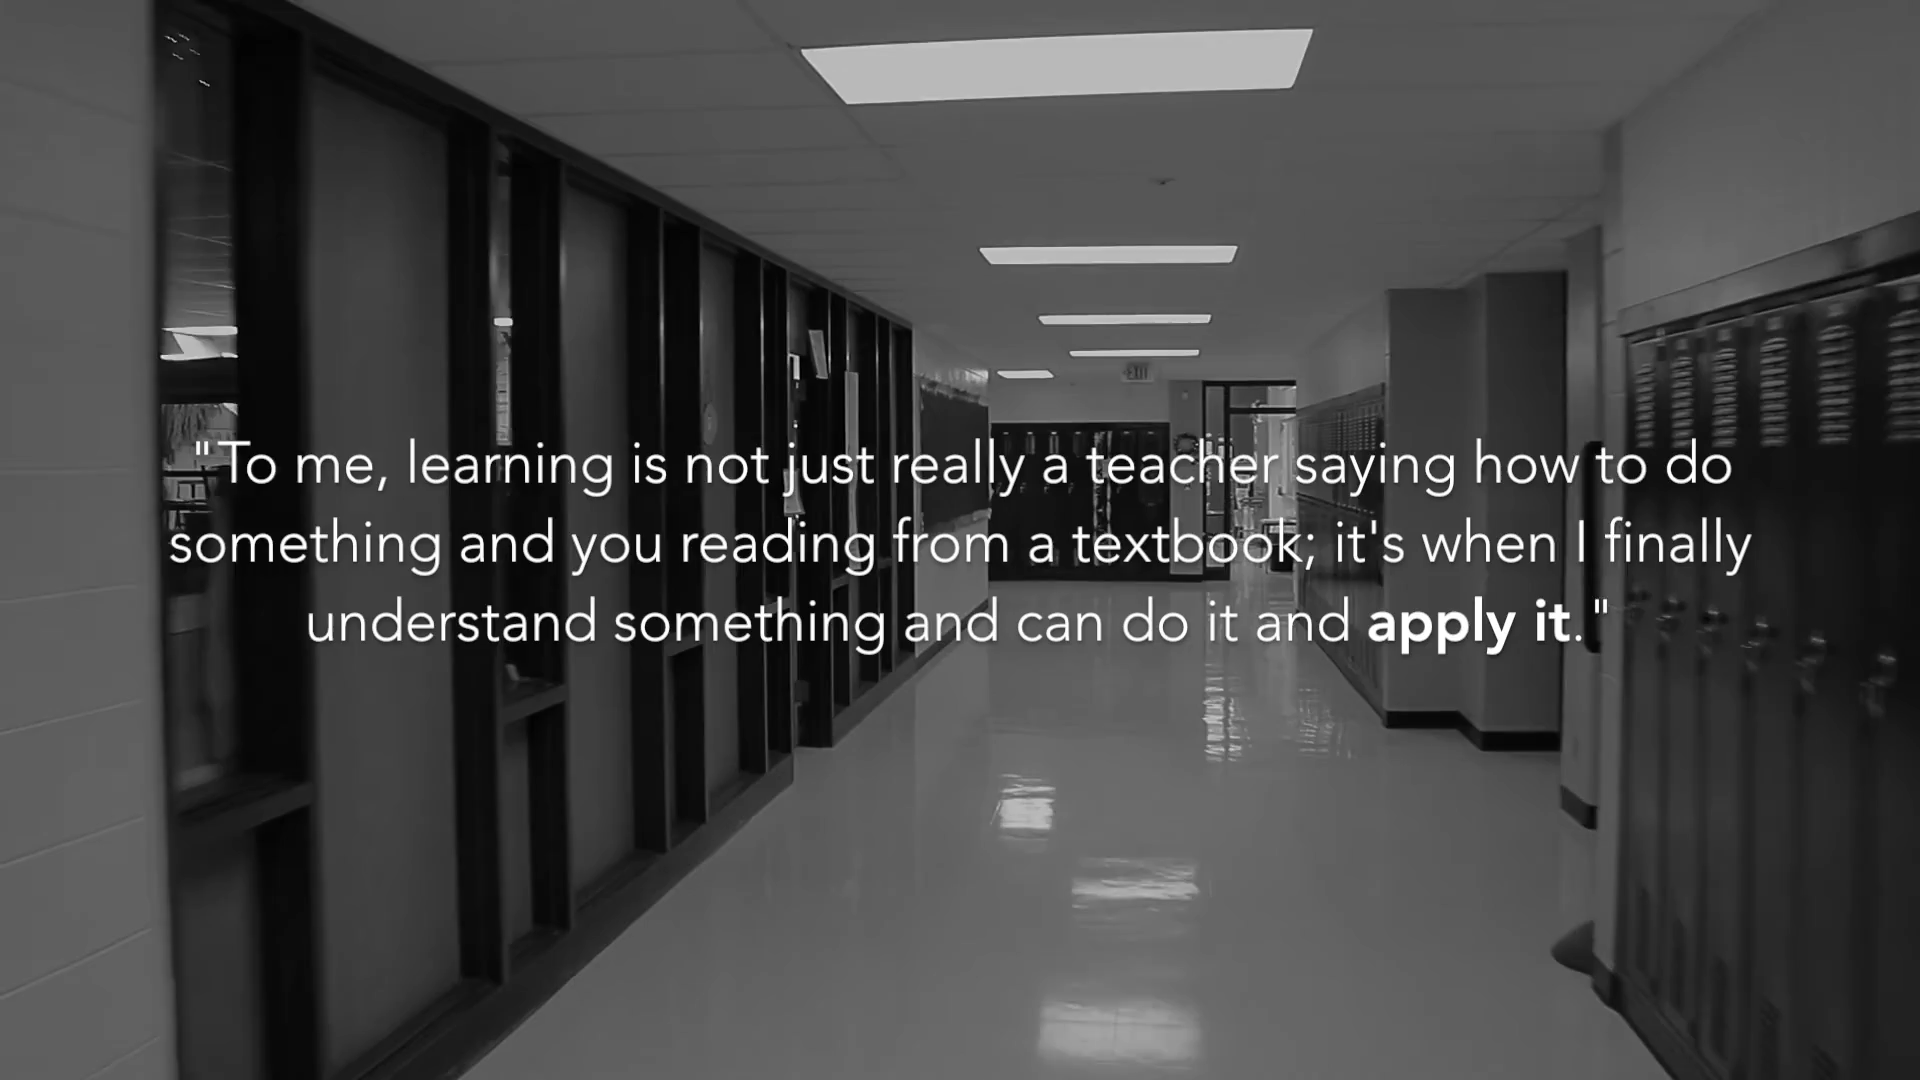 EXIT
"To me, learning is not just really a teacher saying how to do
something and you reading from a textbook; it's when I finally
understand something and can do it and apply it."